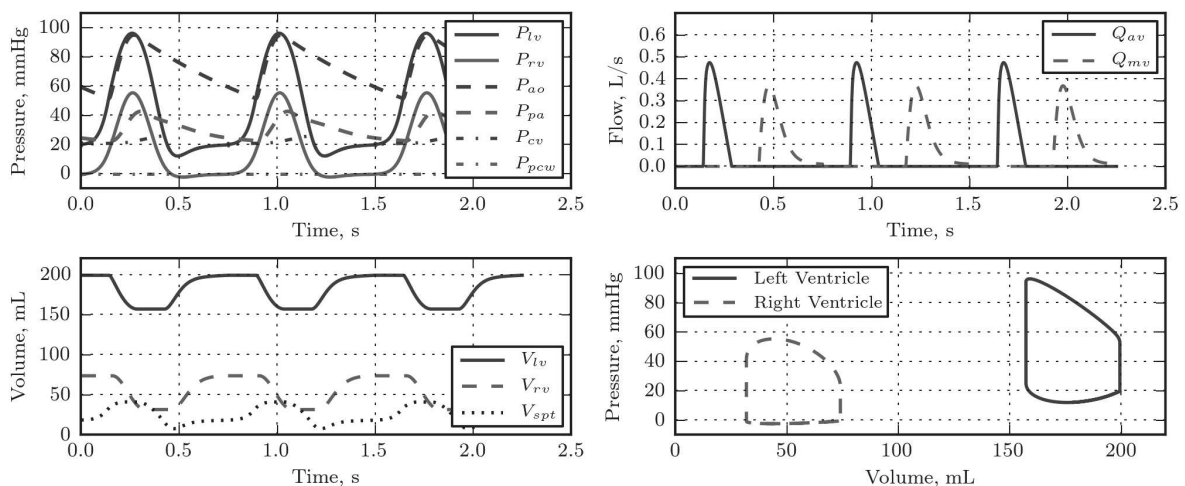 Pressure, mmHg
120
100
80
60
40
20
0
P_lv
P_rv
P_ao
P_pa
P_cv
P_pcw
0.0 0.5 1.0 1.5 2.0 2.5
Time, s
Flow, L/s
0.6
0.5
0.4
0.3
0.2
0.1
0.0
Q_av
Q_mv
0.0 0.5 1.0 1.5 2.0 2.5
Time, s
Volume, mL
200
150
100
50
0
V_lv
V_rv
V_spt
0.0 0.5 1.0 1.5 2.0 2.5
Time, s
Pressure, mmHg
100
80
60
40
20
0
Left Ventricle
Right Ventricle
0 50 100 150 200
Volume, mL